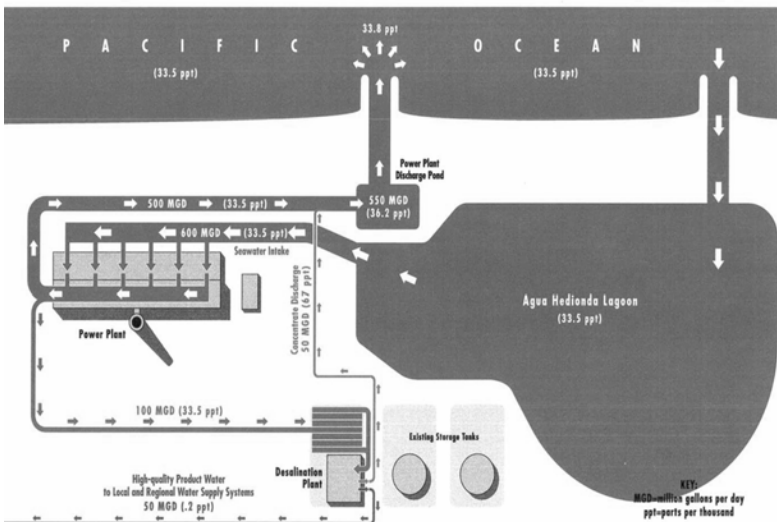 PACIFIC
33.8 ppt
OCEAN
(33.5 ppt)
(33.5 ppt)
Power Plant
Discharge Pond
500 MGD (33.5 ppt)
550 MGD
(36.2 ppt)
600 MGD (33.5 ppt)
Seawater Intake
Concentrate Discharge
50 MGD (67 ppt)
Agua Hedionda Lagoon
(33.5 ppt)
Power Plant
100 MGD (33.5 ppt)
Existing Storage Tanks
Desalination
Plant
High-quality Product Water
to Local and Regional Water Supply Systems
50 MGD (.2 ppt)
KEY:
MGD=million gallons per day
ppt=parts per thousand